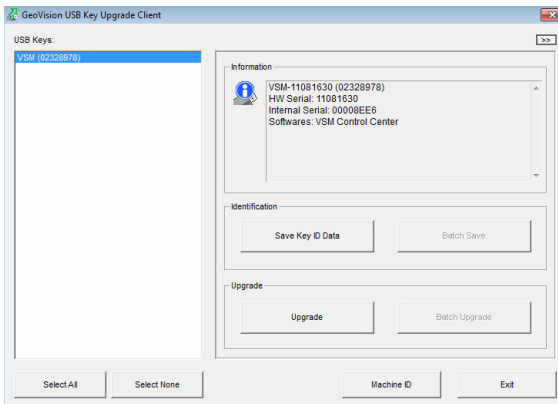 GeoVision USB Key Upgrade Client
USB Keys:
>>
VSM (02328978)
Information
VSM-11081630 (02328978)
HW Serial: 11081630
Internal Serial: 00008EE6
Softwares: VSM Control Center
Identification
Save Key ID Data
Batch Save
Upgrade
Upgrade
Batch Upgrade
Select All
Select None
Machine ID
Exit